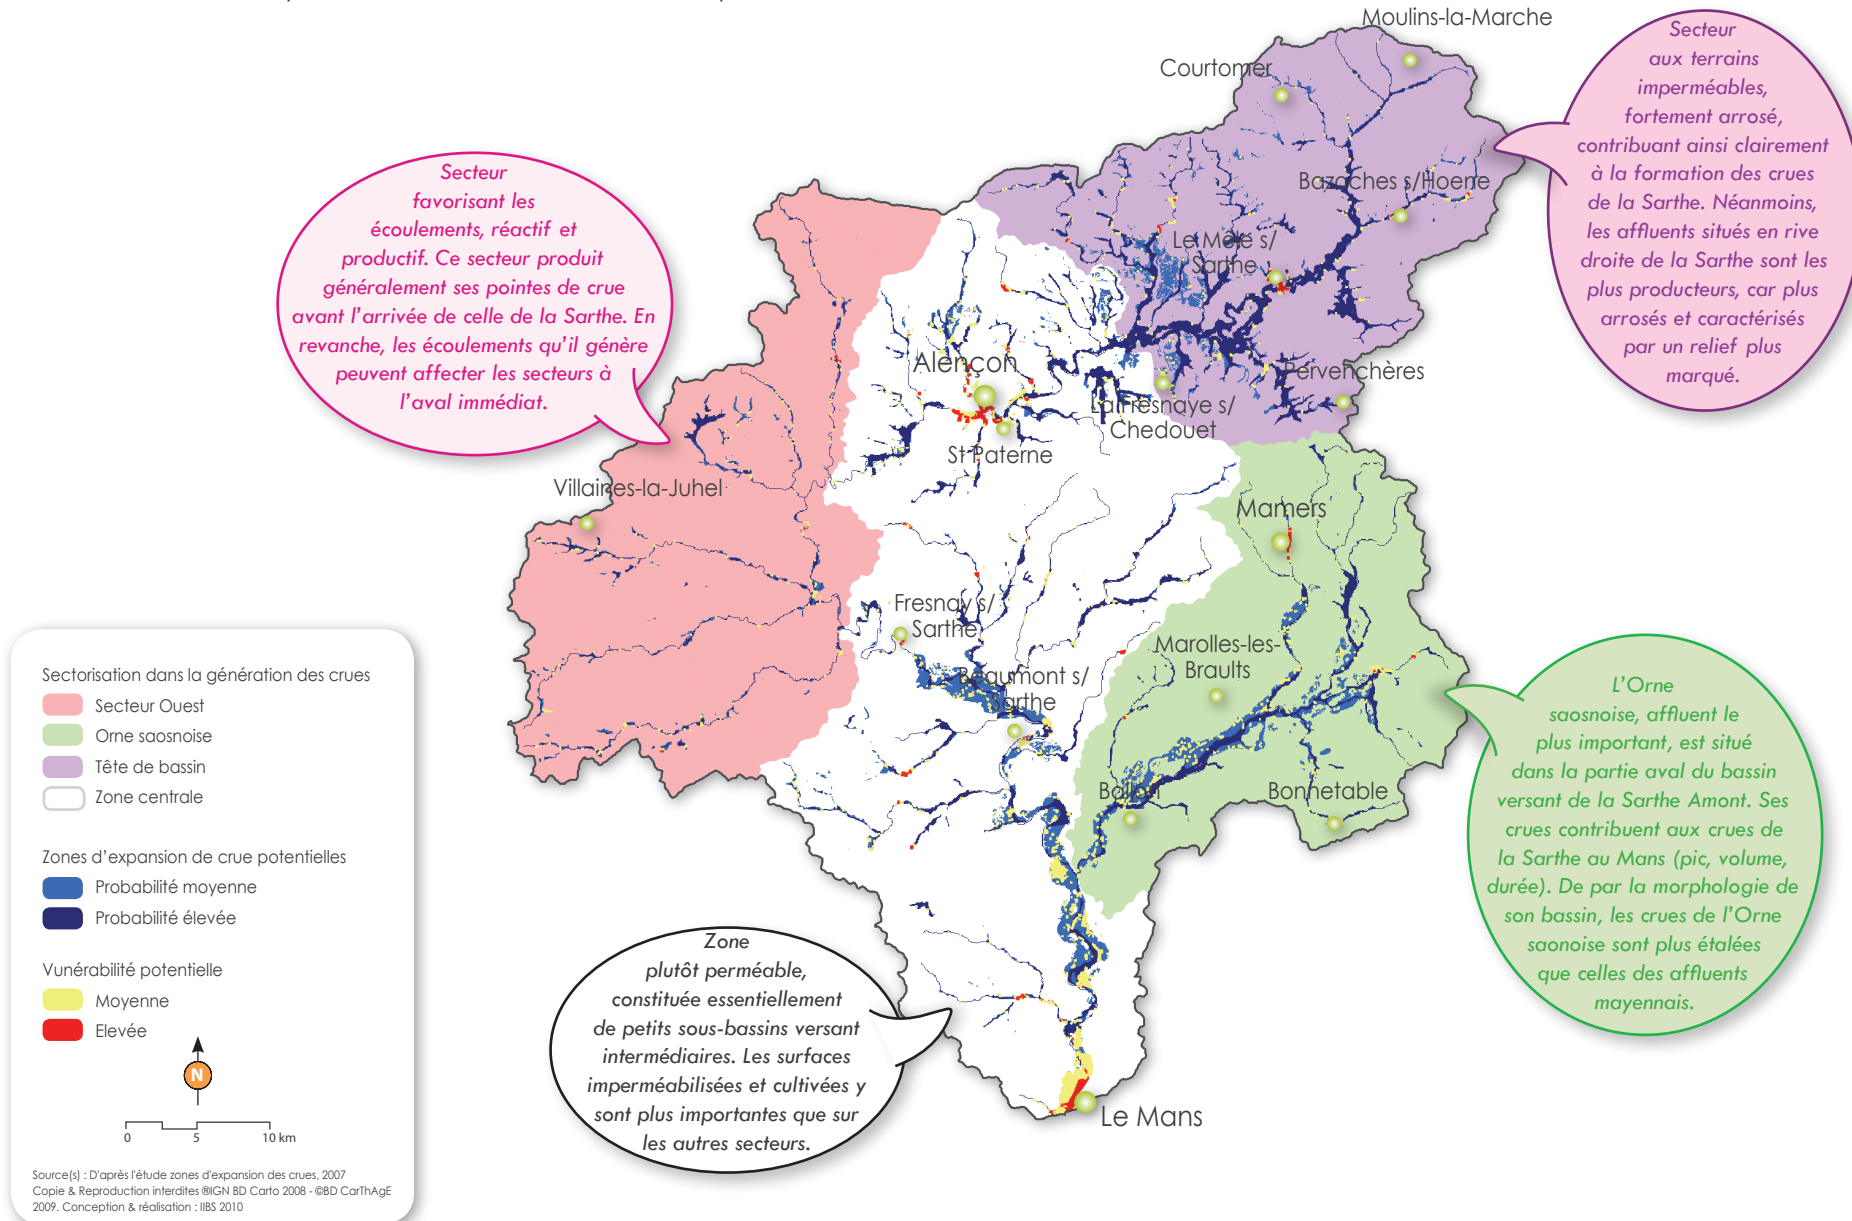 Moulins-la-Marche
Courtomer
Bazoches s/Hoene
Le Mêle s/
Sarthe
Pervenchères
La Fresnaye s/
Chedouet
Alençon
St Paterne
Villaines-la-Juhel
Mamers
Fresnay s/
Sarthe
Beaumont s/
Sarthe
Marolles-les-
Braults
Ballon
Bonnetable
Le Mans
Secteur
favorisant les
écoulements, réactif et
productif. Ce secteur produit
généralement ses pointes de crue
avant l'arrivée de celle de la Sarthe. En
revanche, les écoulements qu'il génère
peuvent affecter les secteurs à
l'aval immédiat.
Secteur
aux terrains
imperméables,
fortement arrosé,
contribuant ainsi clairement
à la formation des crues
de la Sarthe. Néanmoins,
les affluents situés en rive
droite de la Sarthe sont les
plus producteurs, car plus
arrosés et caractérisés
par un relief plus
marqué.
L'Orne
saosnoise, affluent le
plus important, est situé
dans la partie aval du bassin
versant de la Sarthe Amont. Ses
crues contribuent aux crues de
la Sarthe au Mans (pic, volume,
durée). De par la morphologie de
son bassin, les crues de l'Orne
saonoise sont plus étalées
que celles des affluents
mayennais.
Zone
plutôt perméable,
constituée essentiellement
de petits sous-bassins versant
intermédiaires. Les surfaces
imperméabilisées et cultivées y
sont plus importantes que sur
les autres secteurs.
Sectorisation dans la génération des crues
Secteur Ouest
Orne saosnoise
Tête de bassin
Zone centrale
Zones d'expansion de crue potentielles
Probabilité moyenne
Probabilité élevée
Vunérabilité potentielle
Moyenne
Elevée
N
0 5 10 km
Source(s) : D'après l'étude zones d'expansion des crues, 2007
Copie & Reproduction interdites ®IGN BD Carto 2008 - ©BD CarThAgE
2009. Conception & réalisation : IIBS 2010